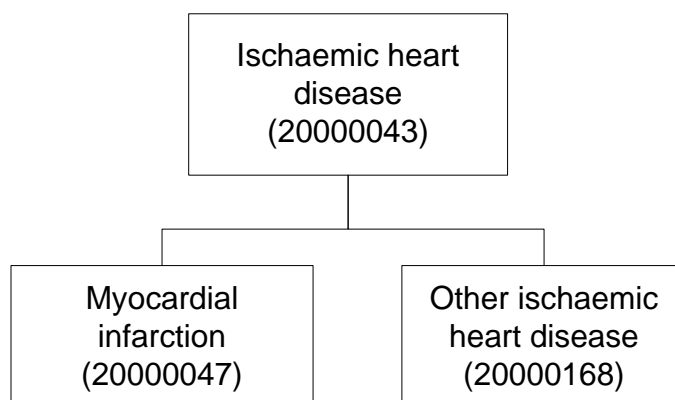 Ischaemic heart
disease
(20000043)
Myocardial
infarction
(20000047)
Other ischaemic
heart disease
(20000168)